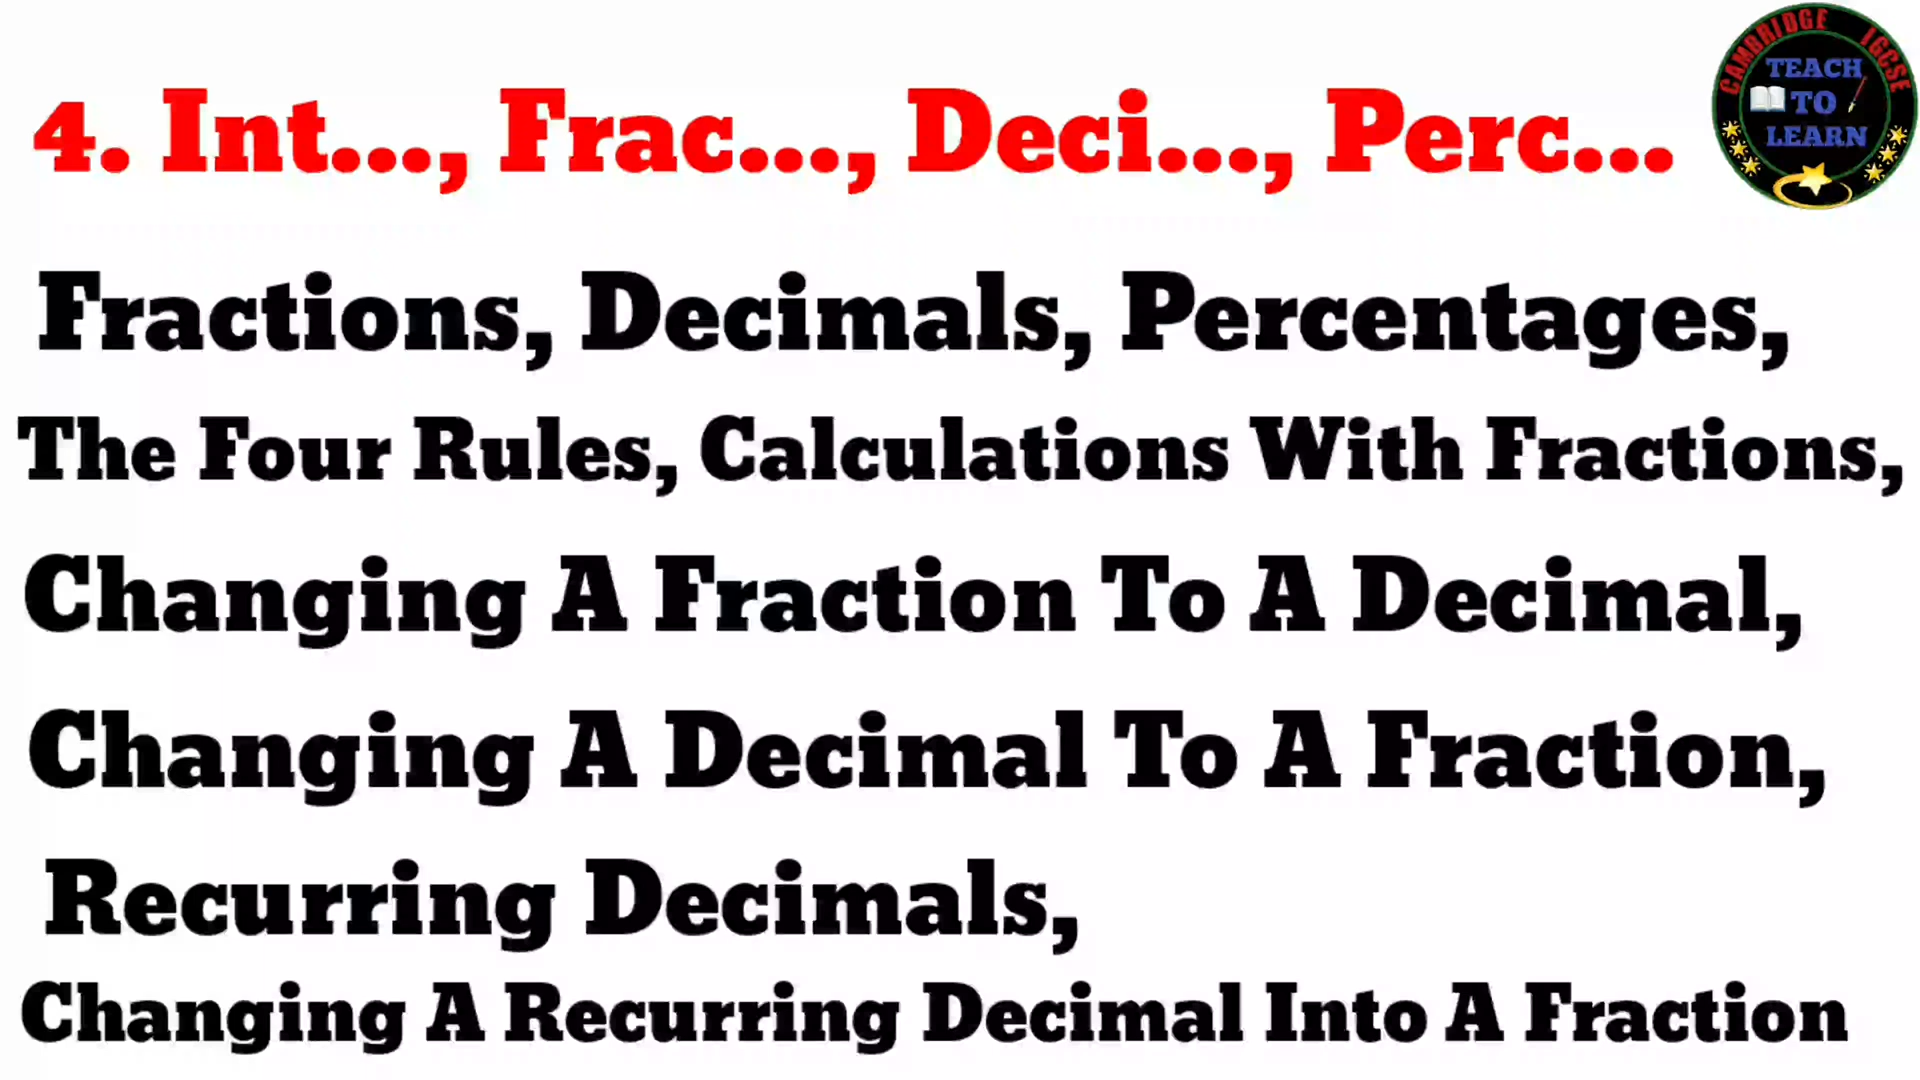 4. Int..., Frac..., Deci..., Perc...
CAMBRIDGE IGCSE
TEACH
TO
LEARN
Fractions, Decimals, Percentages,
The Four Rules, Calculations With Fractions,
Changing A Fraction To A Decimal,
Changing A Decimal To A Fraction,
Recurring Decimals,
Changing A Recurring Decimal Into A Fraction